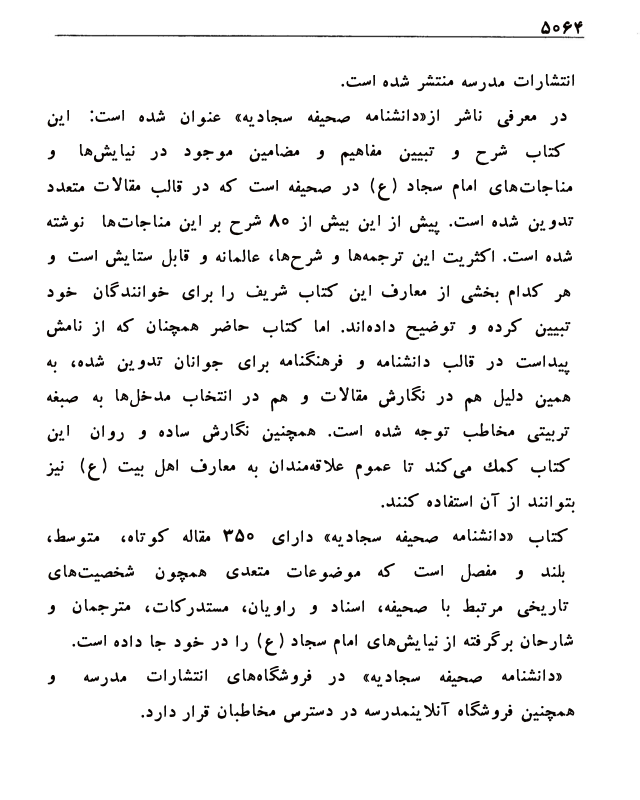 ۵۰۶۴
انتشارات مدرسه منتشر شده است.
در معرفی ناشر از«دانشنامه صحیفه سجادیه» عنوان شده است: این
کتاب شرح و تبیین مفاهیم و مضامین موجود در نیایش‌ها و
مناجات‌های امام سجاد (ع) در صحیفه است که در قالب مقالات متعدد
تدوین شده است. پیش از این بیش از ۸۰ شرح بر این مناجات‌ها نوشته
شده است. اکثریت این ترجمه‌ها و شرح‌ها، عالمانه و قابل ستایش است و
هر کدام بخشی از معارف این کتاب شریف را برای خوانندگان خود
تبیین کرده و توضیح داده‌اند. اما کتاب حاضر همچنان که از نامش
پیداست در قالب دانشنامه و فرهنگنامه برای جوانان تدوین شده، به
همین دلیل هم در نگارش مقالات و هم در انتخاب مدخل‌ها به صبغه
تربیتی مخاطب توجه شده است. همچنین نگارش ساده و روان این
کتاب کمك می‌کند تا عموم علاقه‌مندان به معارف اهل بیت (ع) نیز
بتوانند از آن استفاده کنند.
کتاب «دانشنامه صحیفه سجادیه» دارای ۳۵۰ مقاله کوتاه، متوسط،
بلند و مفصل است که موضوعات متعدی همچون شخصیت‌های
تاریخی مرتبط با صحیفه، اسناد و راویان، مستدرکات، مترجمان و
شارحان برگرفته از نیایش‌های امام سجاد (ع) را در خود جا داده است.
«دانشنامه صحیفه سجادیه» در فروشگاه‌های انتشارات مدرسه و
همچنین فروشگاه آنلاینمدرسه در دسترس مخاطبان قرار دارد.